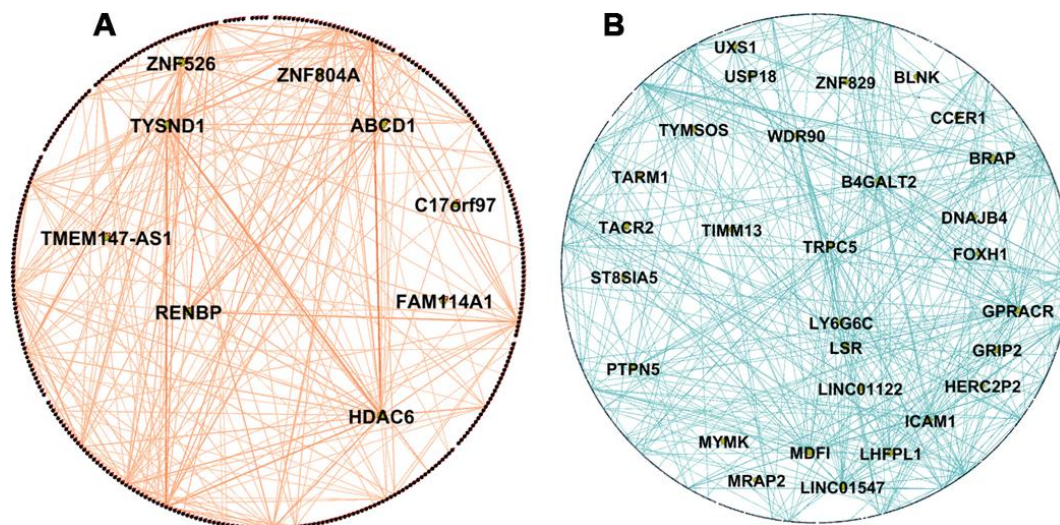 A
ZNF526
ZNF804A
TYSND1
ABCD1
C17orf97
TMEM147-AS1
FAM114A1
RENBP
HDAC6
B
UXS1
USP18
ZNF829
BLNK
CCER1
TYMSOS
WDR90
BRAP
TARM1
B4GALT2
TACR2
TIMM13
DNAJB4
TRPC5
FOXH1
ST8SIA5
LY6G6C
GPRACR
LSR
GRIP2
PTPN5
LINC01122
HERC2P2
ICAM1
MYMK
MDFI
LHFPL1
MRAP2
LINC01547